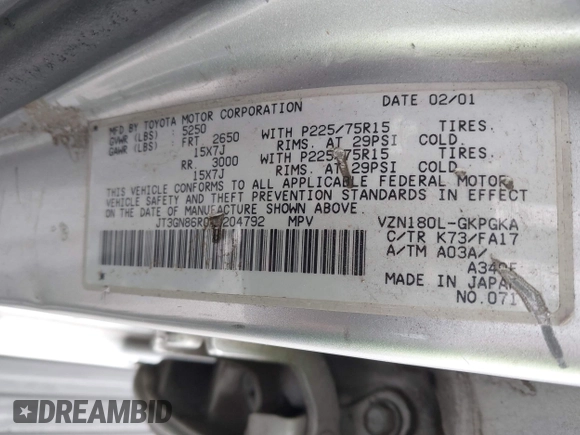 MFD BY TOYOTA MOTOR CORPORATION DATE 02/01
GVWR (LBS) : 5250
GAWR (LBS) : FRT 2650 WITH P225/75R15 TIRES.
15X7J RIMS. AT 29PSI COLD.
RR. 3000 WITH P225/75R15 TIRES.
15X7J RIMS. AT 29PSI COLD.
THIS VEHICLE CONFORMS TO ALL APPLICABLE FEDERAL MOTOR
VEHICLE SAFETY THEFT PREVENTION STANDARDS IN EFFECT ON
DATE OF MANUFACTURE SHOWN ABOVE.
MPV VZN180L-GKPGKA
C/TR K73/FA17
A/TM A03A/
MADE IN JAPAN
NO.071
DREAMBID